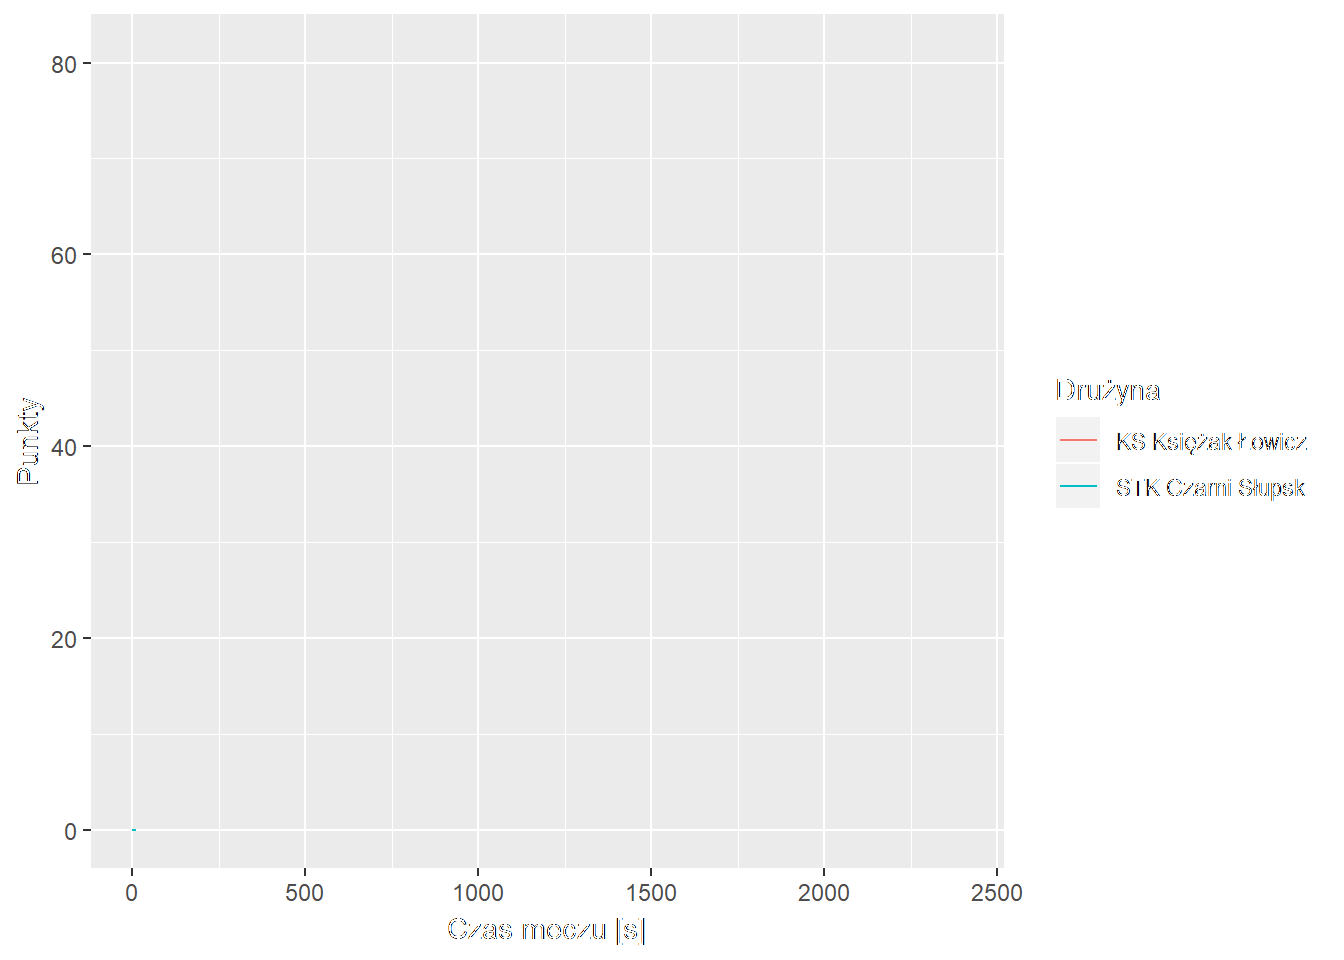 80
60
40
20
0
Punkty
0 500 1000 1500 2000 2500
Czas meczu [s]
Drużyna
KS Księżak Łowicz
STK Czarni Słupsk